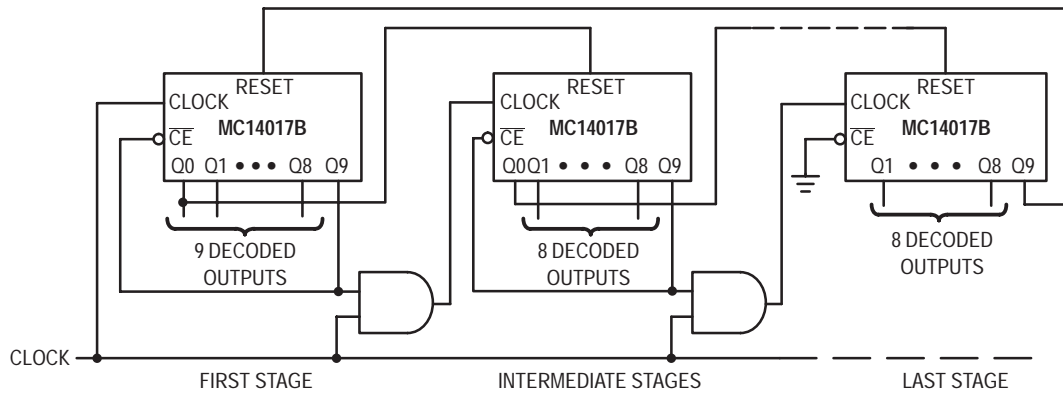 RESET
CLOCK
MC14017B
CE
Q0 Q1 • • • Q8 Q9
9 DECODED
OUTPUTS
RESET
CLOCK
MC14017B
CE
Q0 Q1 • • • Q8 Q9
8 DECODED
OUTPUTS
RESET
CLOCK
MC14017B
CE
Q1 • • • Q8 Q9
8 DECODED
OUTPUTS
CLOCK
FIRST STAGE
INTERMEDIATE STAGES
LAST STAGE